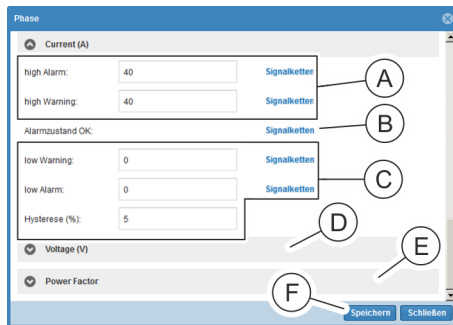 Phase
Current (A)
high Alarm: 40 Signalketten
A
high Warning: 40 Signalketten
B
Alarmzustand OK: Signalketten
low Warning: 0 Signalketten
C
low Alarm: 0 Signalketten
Hysterese (%): 5
D
Voltage (V)
E
Power Factor
F
Speichern Schließen